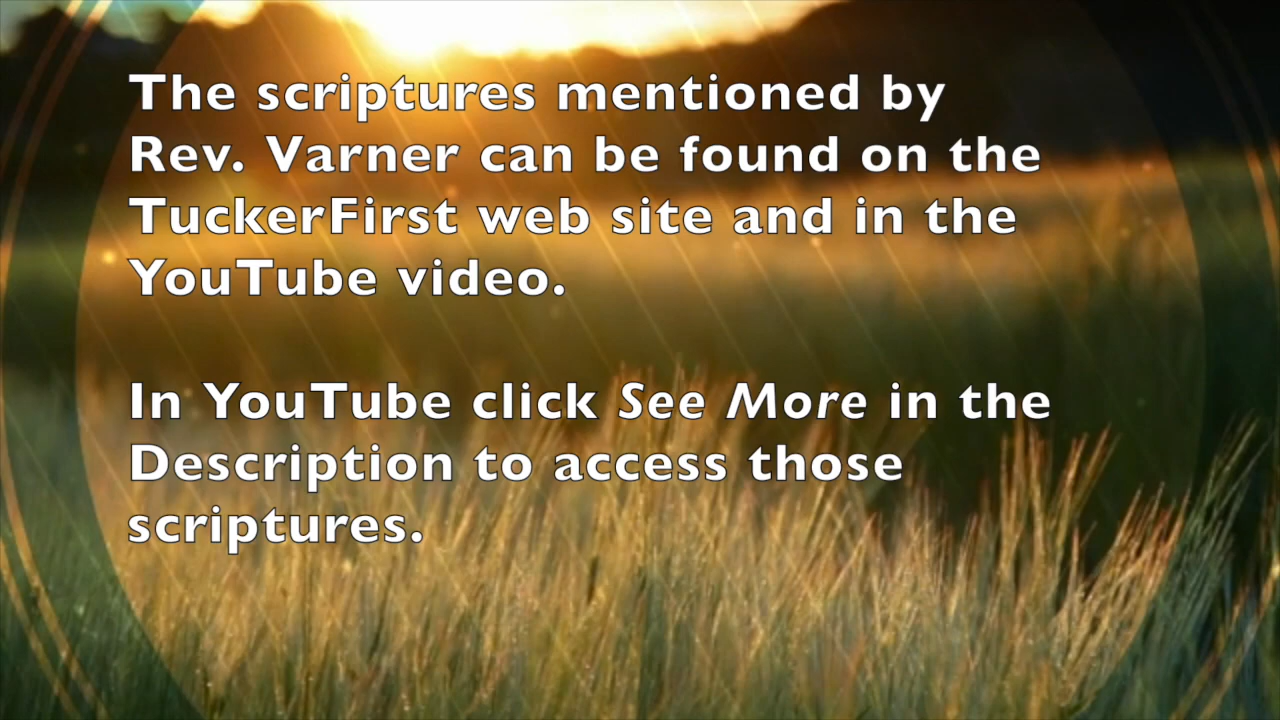 The scriptures mentioned by
Rev. Varner can be found on the
TuckerFirst web site and in the
YouTube video.
In YouTube click See More in the
Description to access those
scriptures.